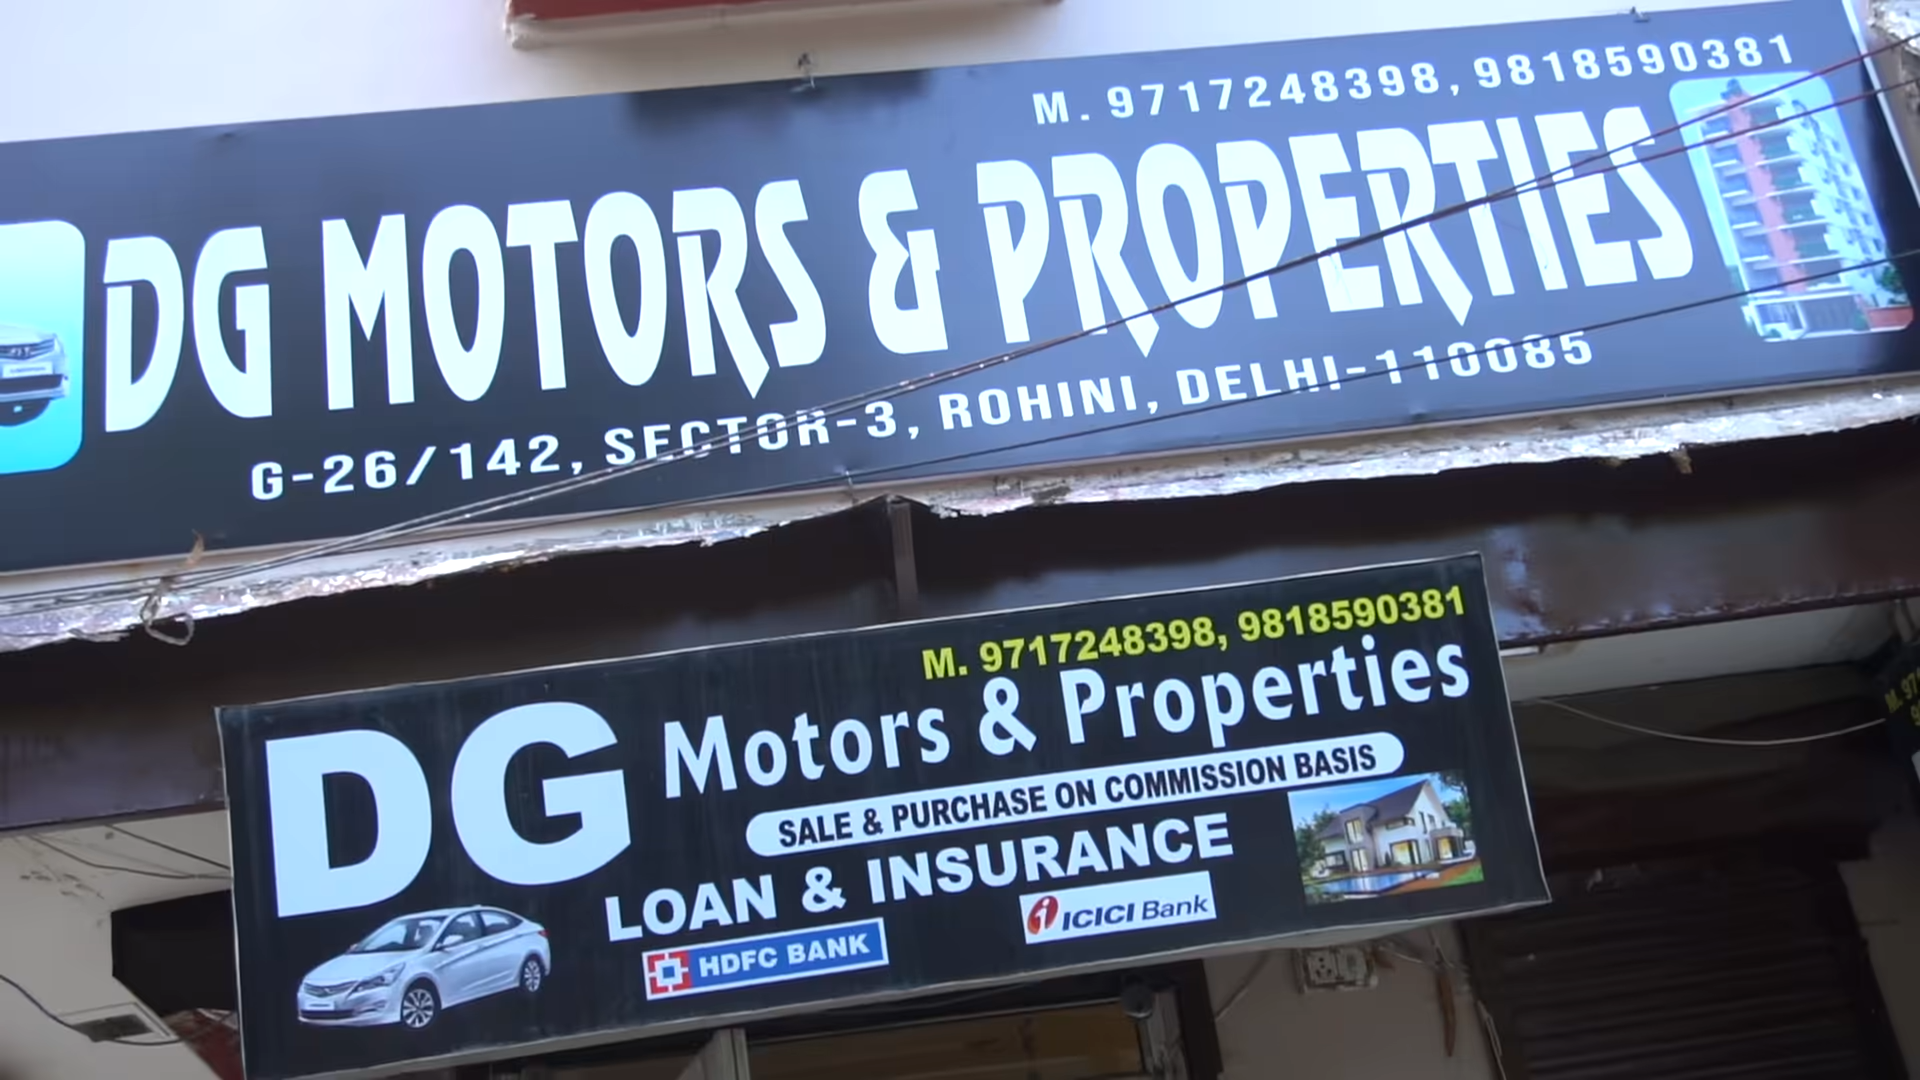 M. 9717248398, 9818590381
DG MOTORS & PROPERTIES
G-26/142, SECTOR-3, ROHINI, DELHI-110085
M. 9717248398, 9818590381
DG Motors & Properties
SALE & PURCHASE ON COMMISSION BASIS
LOAN & INSURANCE
HDFC BANK
ICICI Bank